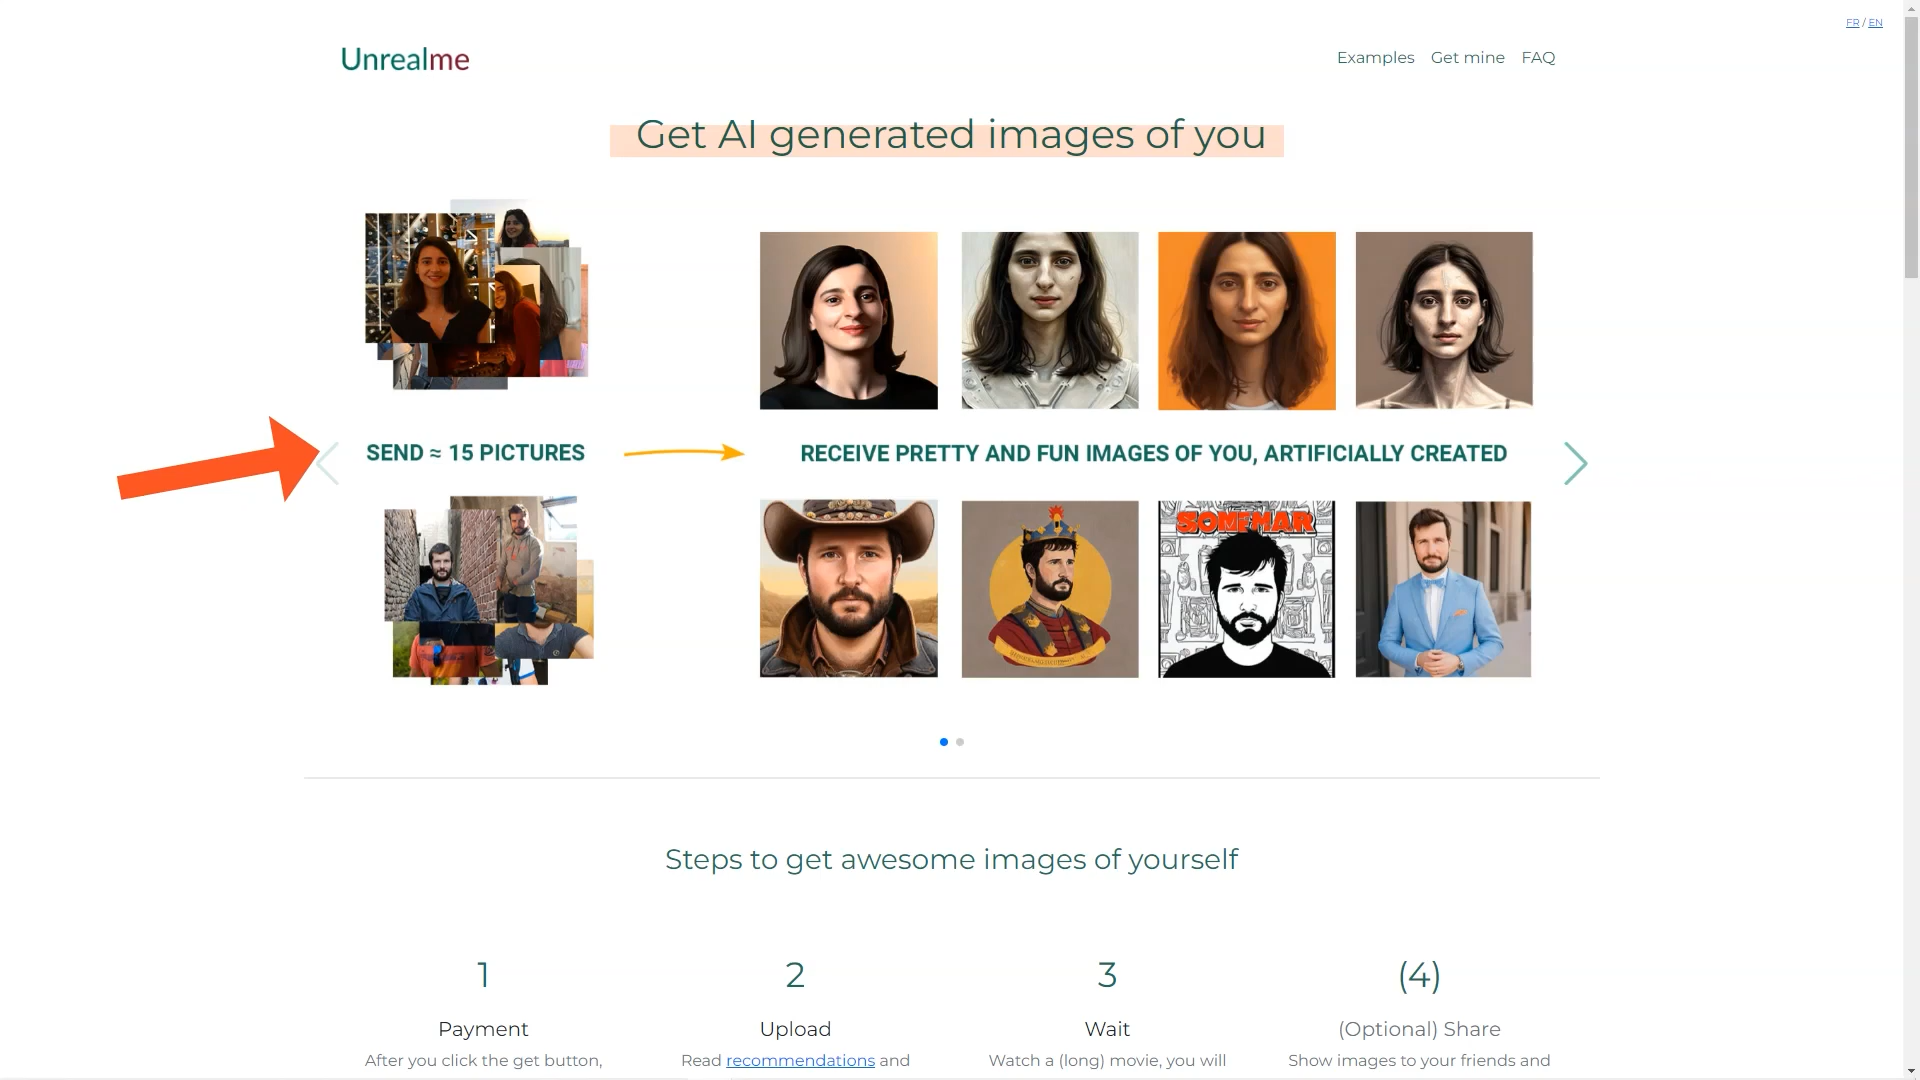 FR / EN
Unrealme
Examples Get mine FAQ
Get AI generated images of you
SEND ≈ 15 PICTURES
RECEIVE PRETTY AND FUN IMAGES OF YOU, ARTIFICIALLY CREATED
SOMEMAR
Steps to get awesome images of yourself
1
Payment
After you click the get button,
2
Upload
Read recommendations and
3
Wait
Watch a (long) movie, you will
(4)
(Optional) Share
Show images to your friends and